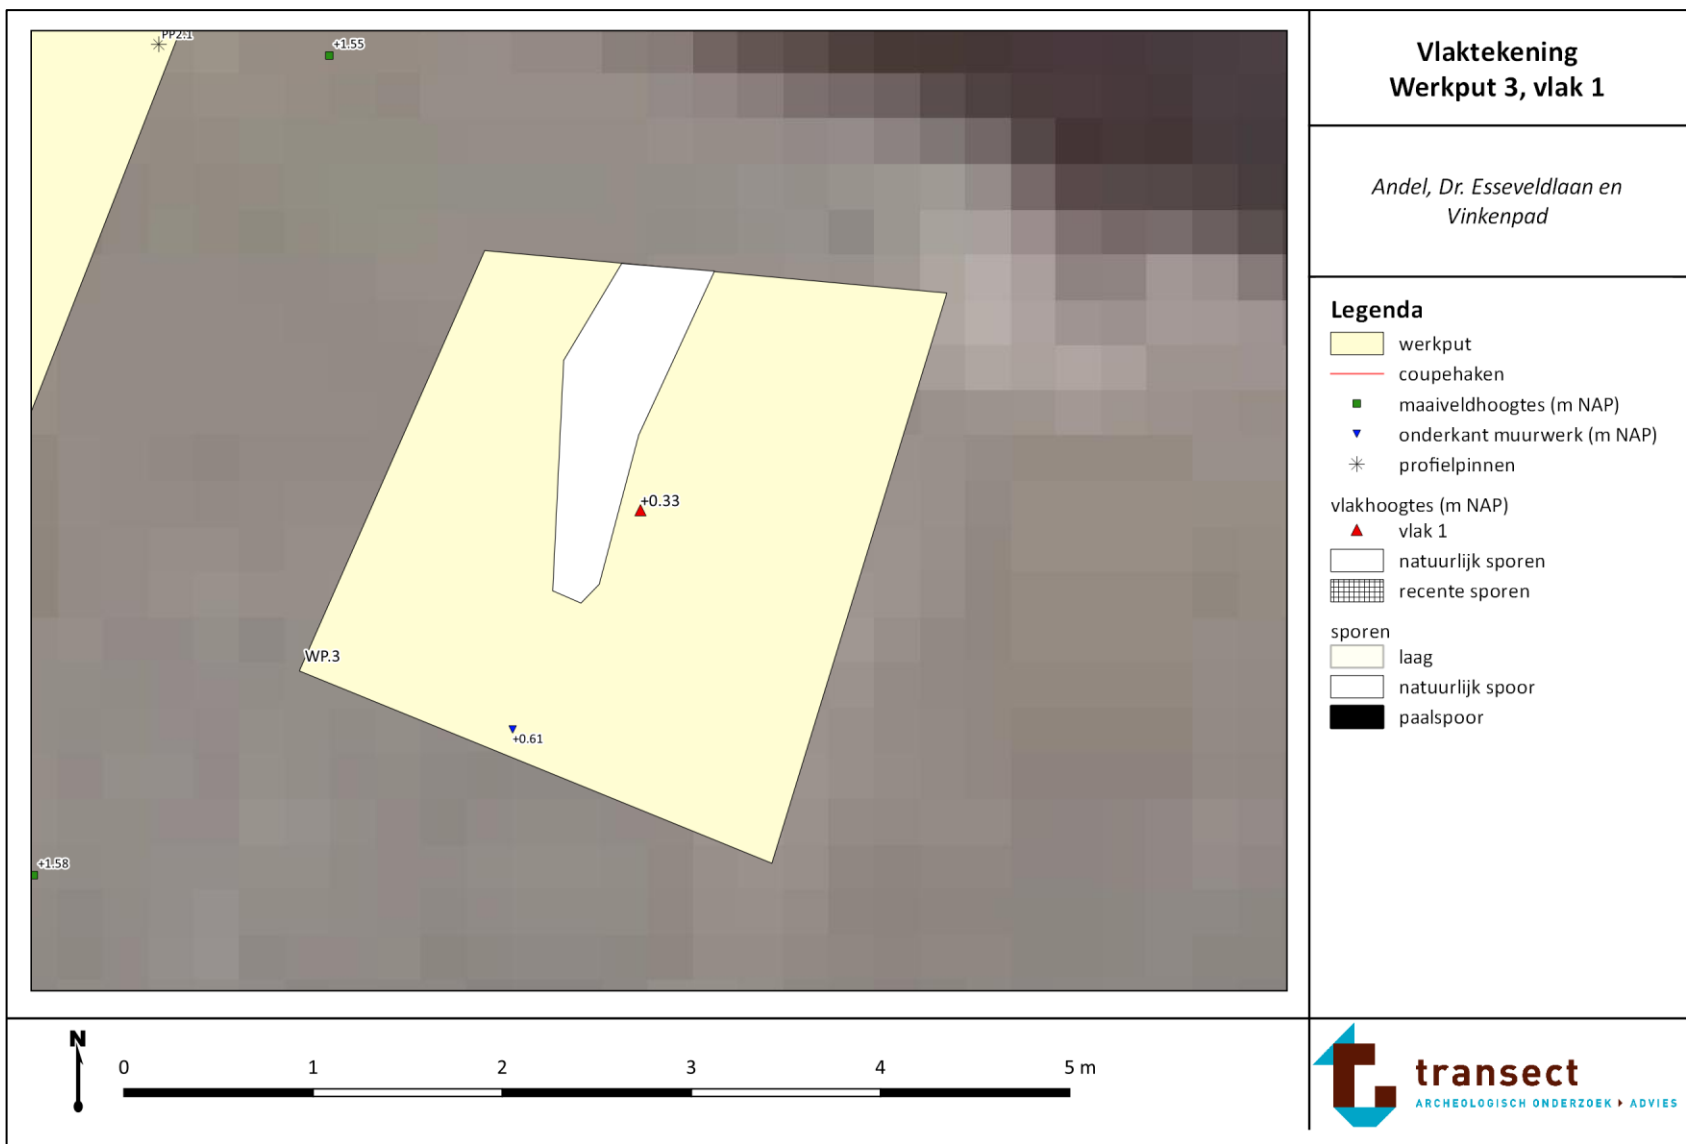 PP2.1
+1.55
+0.33
WP.3
+0.61
+1.58
Vlaktekening
Werkput 3, vlak 1
Andel, Dr. Esseveldlaan en
Vinkenpad
Legenda
werkput
coupehaken
maaiveldhoogtes (m NAP)
onderkant muurwerk (m NAP)
profielpinnen
vlakhoogtes (m NAP)
vlak 1
natuurlijk sporen
recente sporen
sporen
laag
natuurlijk spoor
paalspoor
N
0 1 2 3 4 5 m
transect
ARCHEOLOGISCH ONDERZOEK ▸ ADVIES